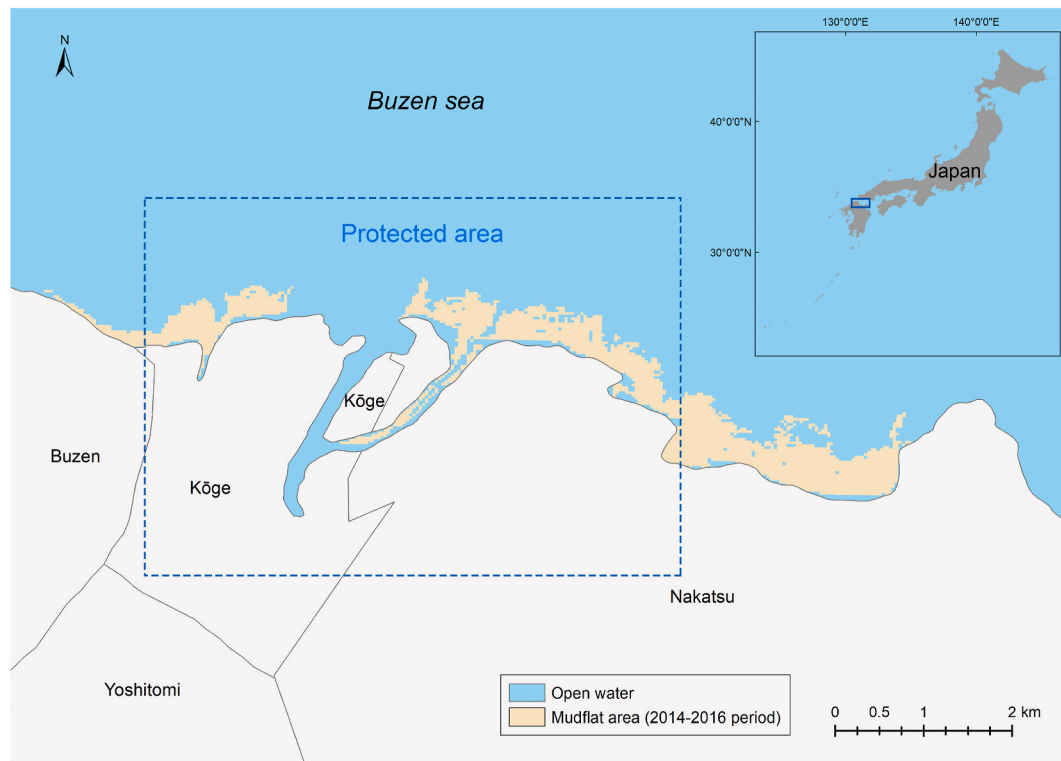 N
Buzen sea
130°0'0"E
140°0'0"E
40°0'0"N
Japan
30°0'0"N
Protected area
Kōge
Buzen
Kōge
Nakatsu
Yoshitomi
Open water
Mudflat area (2014-2016 period)
0 0.5 1 2 km